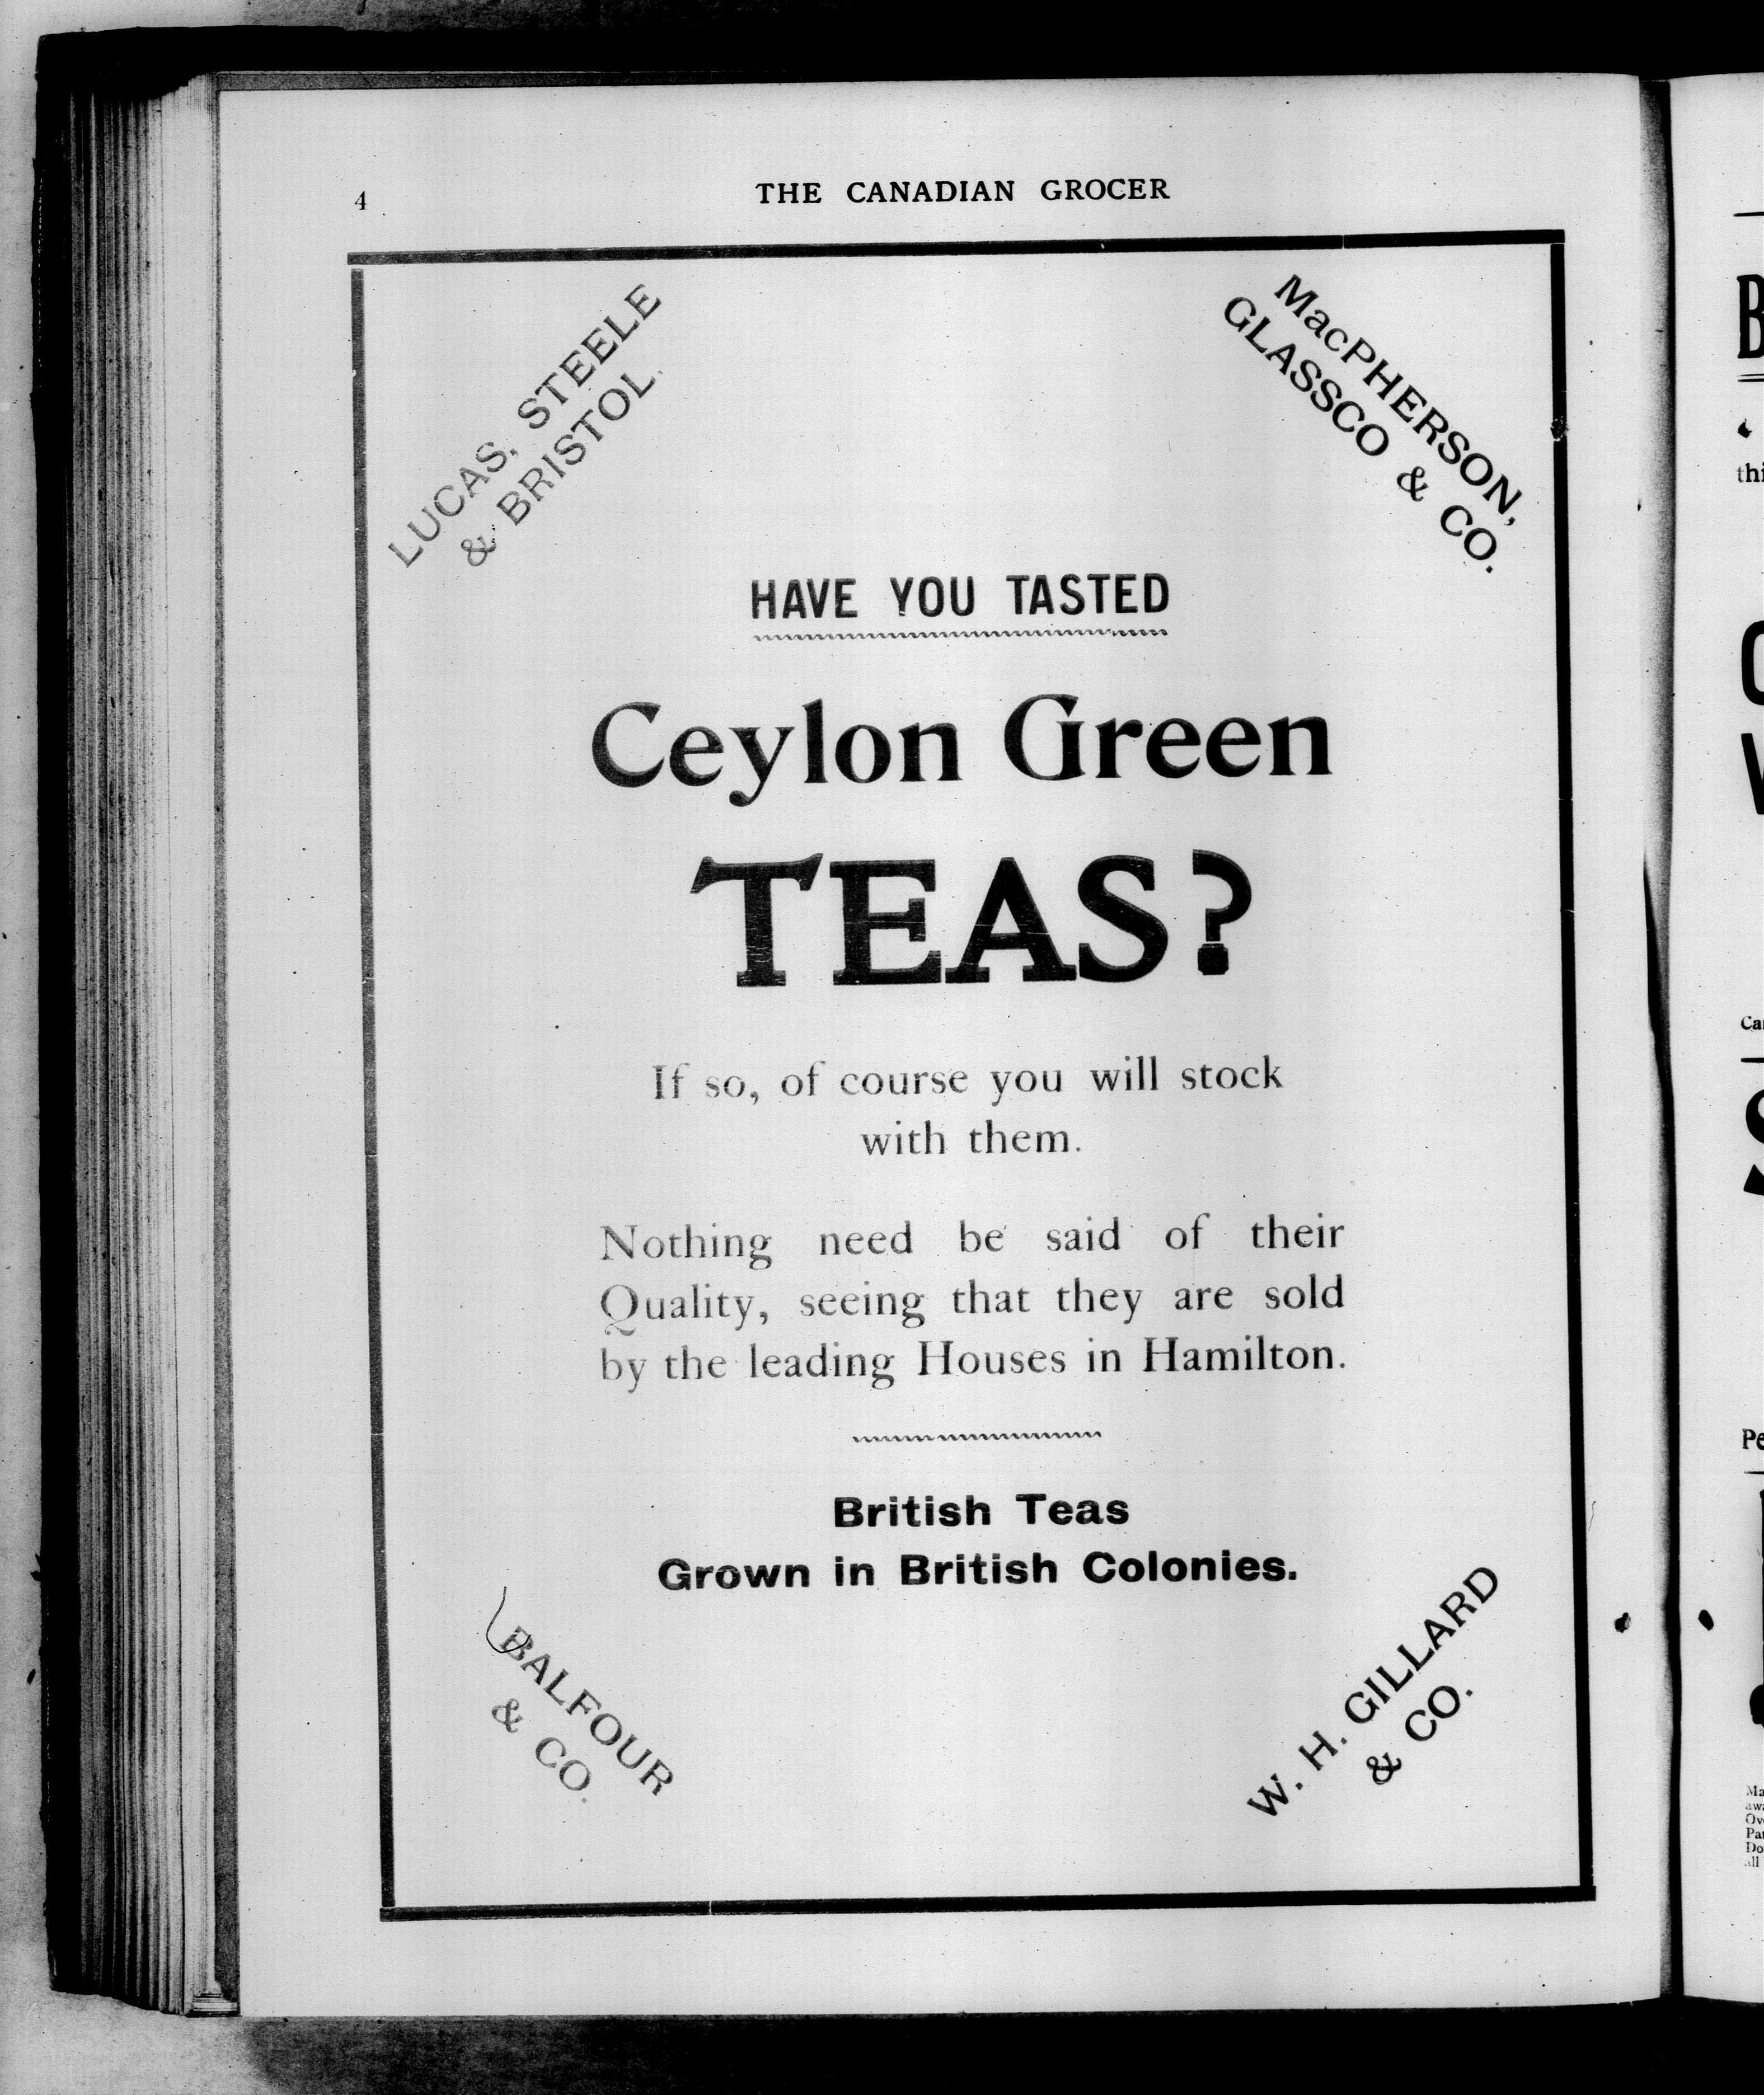 4
THE CANADIAN GROCER
LUCAS, STEELE
& BRISTOL.
MacPHERSON,
GLASSCO & CO.
HAVE YOU TASTED
Ceylon Green
TEAS?
If so, of course you will stock
with them.
Nothing need be said of their
Quality, seeing that they are sold
by the leading Houses in Hamilton.
British Teas
Grown in British Colonies.
BALFOUR
& CO.
W. H. GILLARD
& CO.